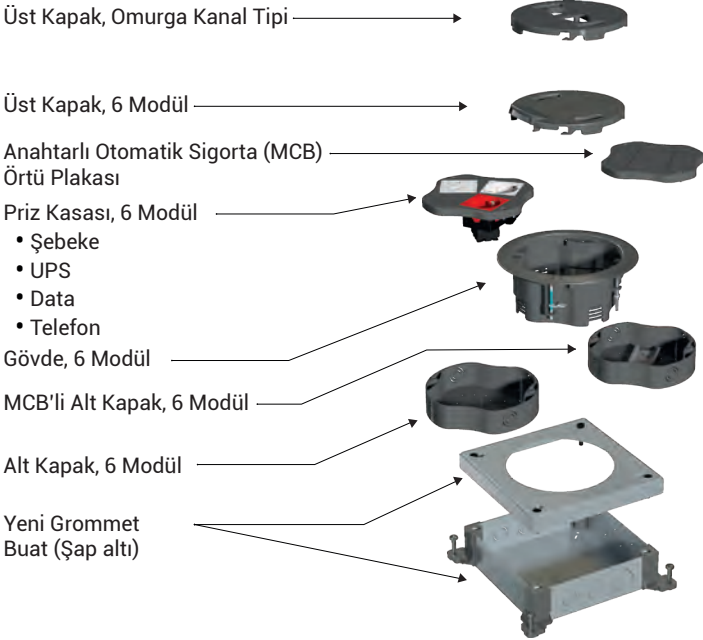 Üst Kapak, Omurga Kanal Tipi
Üst Kapak, 6 Modül
Anahtarlı Otomatik Sigorta (MCB)
Örtü Plakası
Priz Kasası, 6 Modül
• Şebeke
• UPS
• Data
• Telefon
Gövde, 6 Modül
MCB'li Alt Kapak, 6 Modül
Alt Kapak, 6 Modül
Yeni Grommet
Buat (Şap altı)